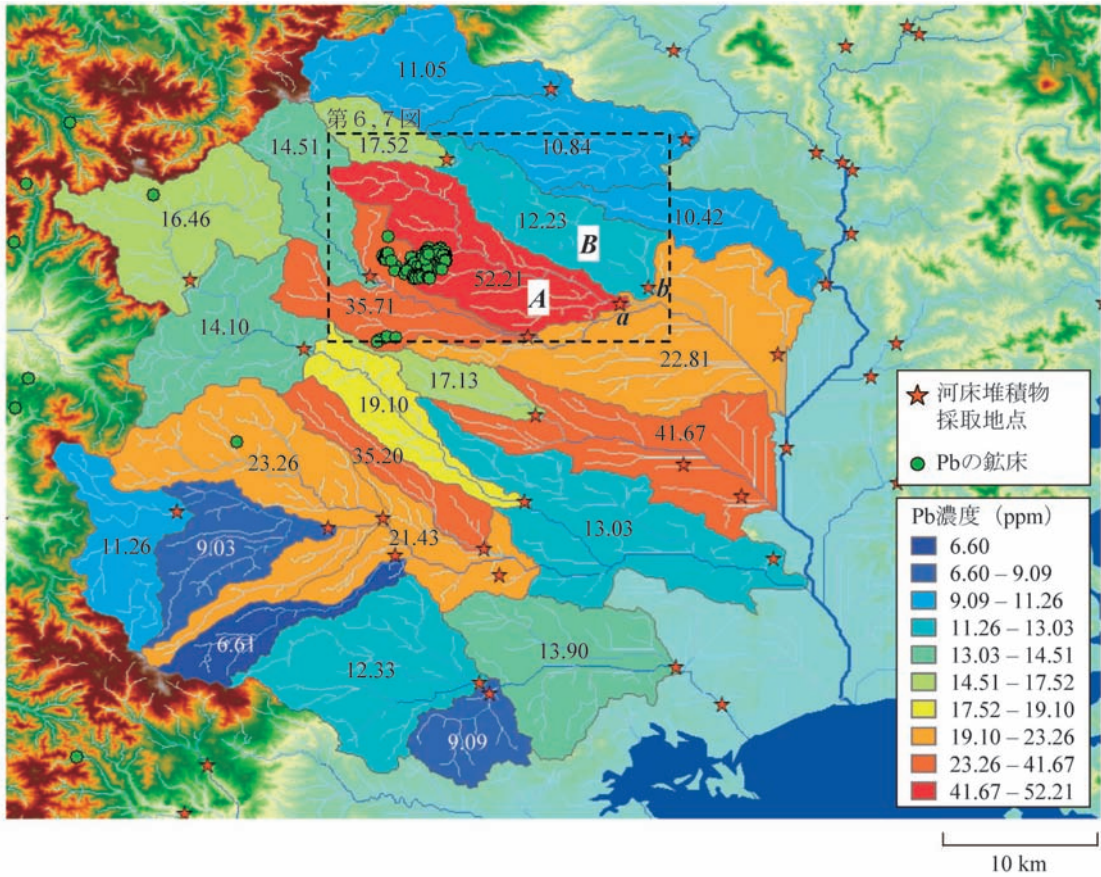 11.05
第6,7図
14.51
17.52
10.84
16.46
12.23
10.42
B
52.21
A
b
a
35.71
14.10
22.81
17.13
19.10
41.67
23.26
35.20
13.03
11.26
9.03
21.43
6.61
12.33
13.90
9.09
河床堆積物
採取地点
Pbの鉱床
Pb濃度 (ppm)
6.60
6.60 – 9.09
9.09 – 11.26
11.26 – 13.03
13.03 – 14.51
14.51 – 17.52
17.52 – 19.10
19.10 – 23.26
23.26 – 41.67
41.67 – 52.21
10 km